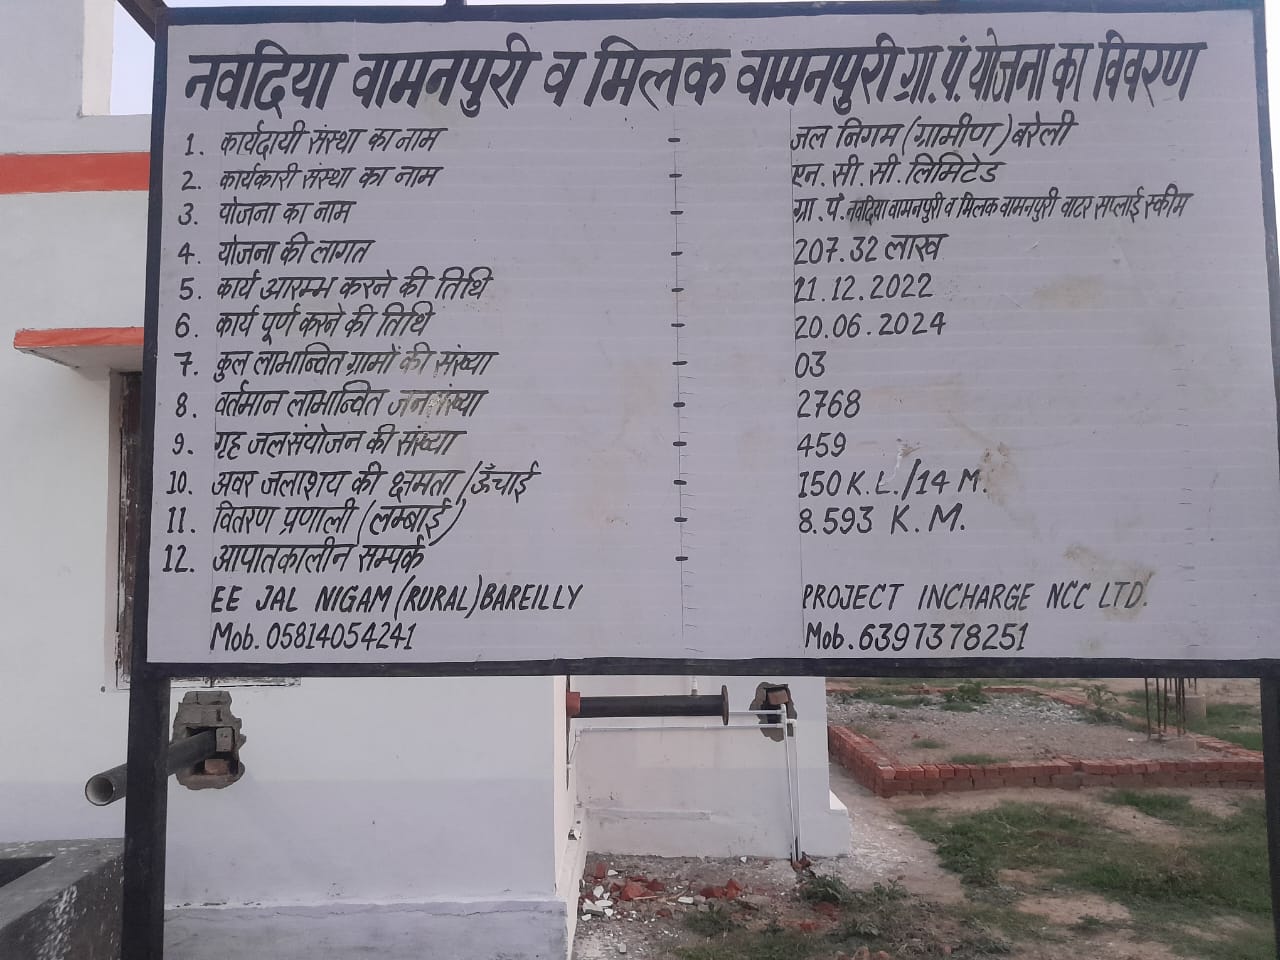 नवदिया वामनपुरी व मिलक वामनपुरी ग्रा.पं.योजना का विवरण
1. कार्यदायी संस्था का नाम - जल निगम (ग्रामीण) बरेली
2. कार्यकारी संस्था का नाम - एन.सी.सी.लिमिटेड
3. योजना का नाम - ग्रा.पं.नवदिया वामनपुरी व मिलक वामनपुरी वाटर सप्लाई स्कीम
4. योजना की लागत - 207.32 लाख
5. कार्य आरम्भ करने की तिथि - 11.12.2022
6. कार्य पूर्ण करने की तिथि - 20.06.2024
7. कुल लाभान्वित ग्रामों की संख्या - 03
8. वर्तमान लाभान्वित जनसंख्या - 2768
9. गृह जलसंयोजन की संख्या - 459
10. अवर जलाशय की क्षमता/ऊँचाई - 150 K.L./14 M.
11. वितरण प्रणाली (लम्बाई) - 8.593 K.M.
12. आपातकालीन सम्पर्क -
EE JAL NIGAM (RURAL) BAREILLY PROJECT INCHARGE NCC LTD.
Mob. 05814054241 Mob. 6397378251